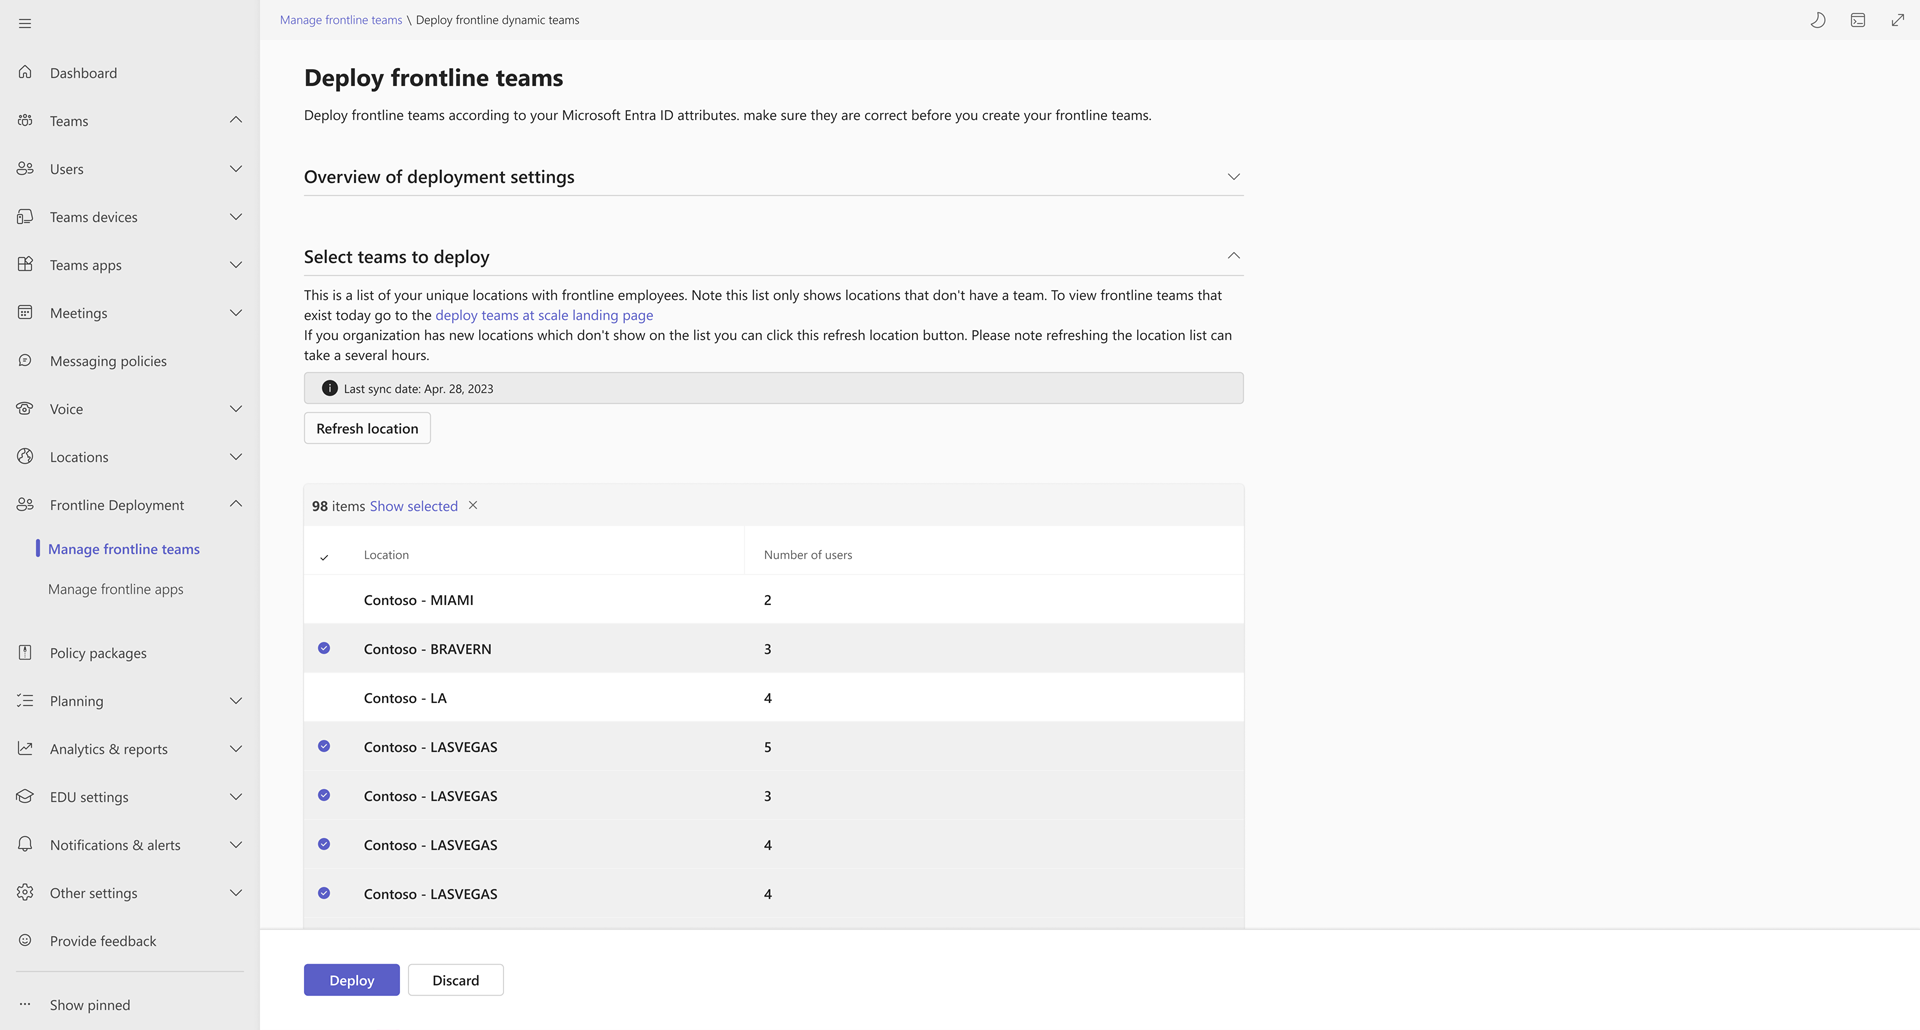 Manage frontline teams \ Deploy frontline dynamic teams
Dashboard
Teams
Users
Teams devices
Teams apps
Meetings
Messaging policies
Voice
Locations
Frontline Deployment
Manage frontline teams
Manage frontline apps
Policy packages
Planning
Analytics & reports
EDU settings
Notifications & alerts
Other settings
Provide feedback
Show pinned
Deploy frontline teams
Deploy frontline teams according to your Microsoft Entra ID attributes. make sure they are correct before you create your frontline teams.
Overview of deployment settings
Select teams to deploy
This is a list of your unique locations with frontline employees. Note this list only shows locations that don't have a team. To view frontline teams that
exist today go to the deploy teams at scale landing page
If you organization has new locations which don't show on the list you can click this refresh location button. Please note refreshing the location list can
take a several hours.
Last sync date: Apr. 28, 2023
Refresh location
98 items Show selected
Location Number of users
Contoso - MIAMI 2
Contoso - BRAVERN 3
Contoso - LA 4
Contoso - LASVEGAS 5
Contoso - LASVEGAS 3
Contoso - LASVEGAS 4
Contoso - LASVEGAS 4
Deploy Discard